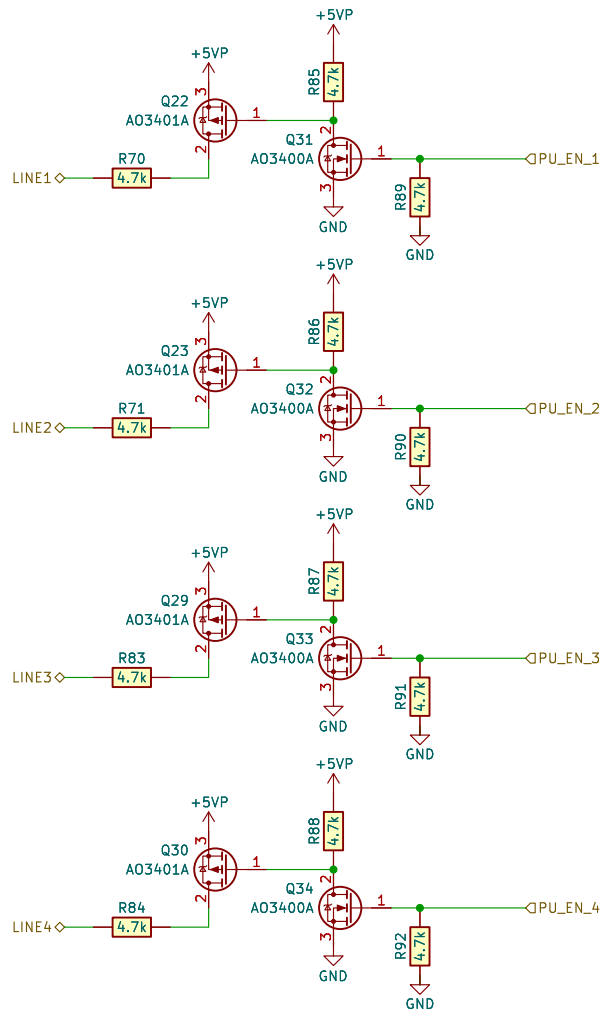 +5VP
+5VP
R85
4.7k
Q22
AO3401A
3
1
2
Q31
AO3400A
2
1
3
PU_EN_1
R70
4.7k
LINE1
R89
4.7k
GND
GND
+5VP
+5VP
R86
4.7k
Q23
AO3401A
3
1
2
Q32
AO3400A
2
1
3
PU_EN_2
R71
4.7k
LINE2
R90
4.7k
GND
GND
+5VP
+5VP
R87
4.7k
Q29
AO3401A
3
1
2
Q33
AO3400A
2
1
3
PU_EN_3
R83
4.7k
LINE3
R91
4.7k
GND
GND
+5VP
+5VP
R88
4.7k
Q30
AO3401A
3
1
2
Q34
AO3400A
2
1
3
PU_EN_4
R84
4.7k
LINE4
R92
4.7k
GND
GND